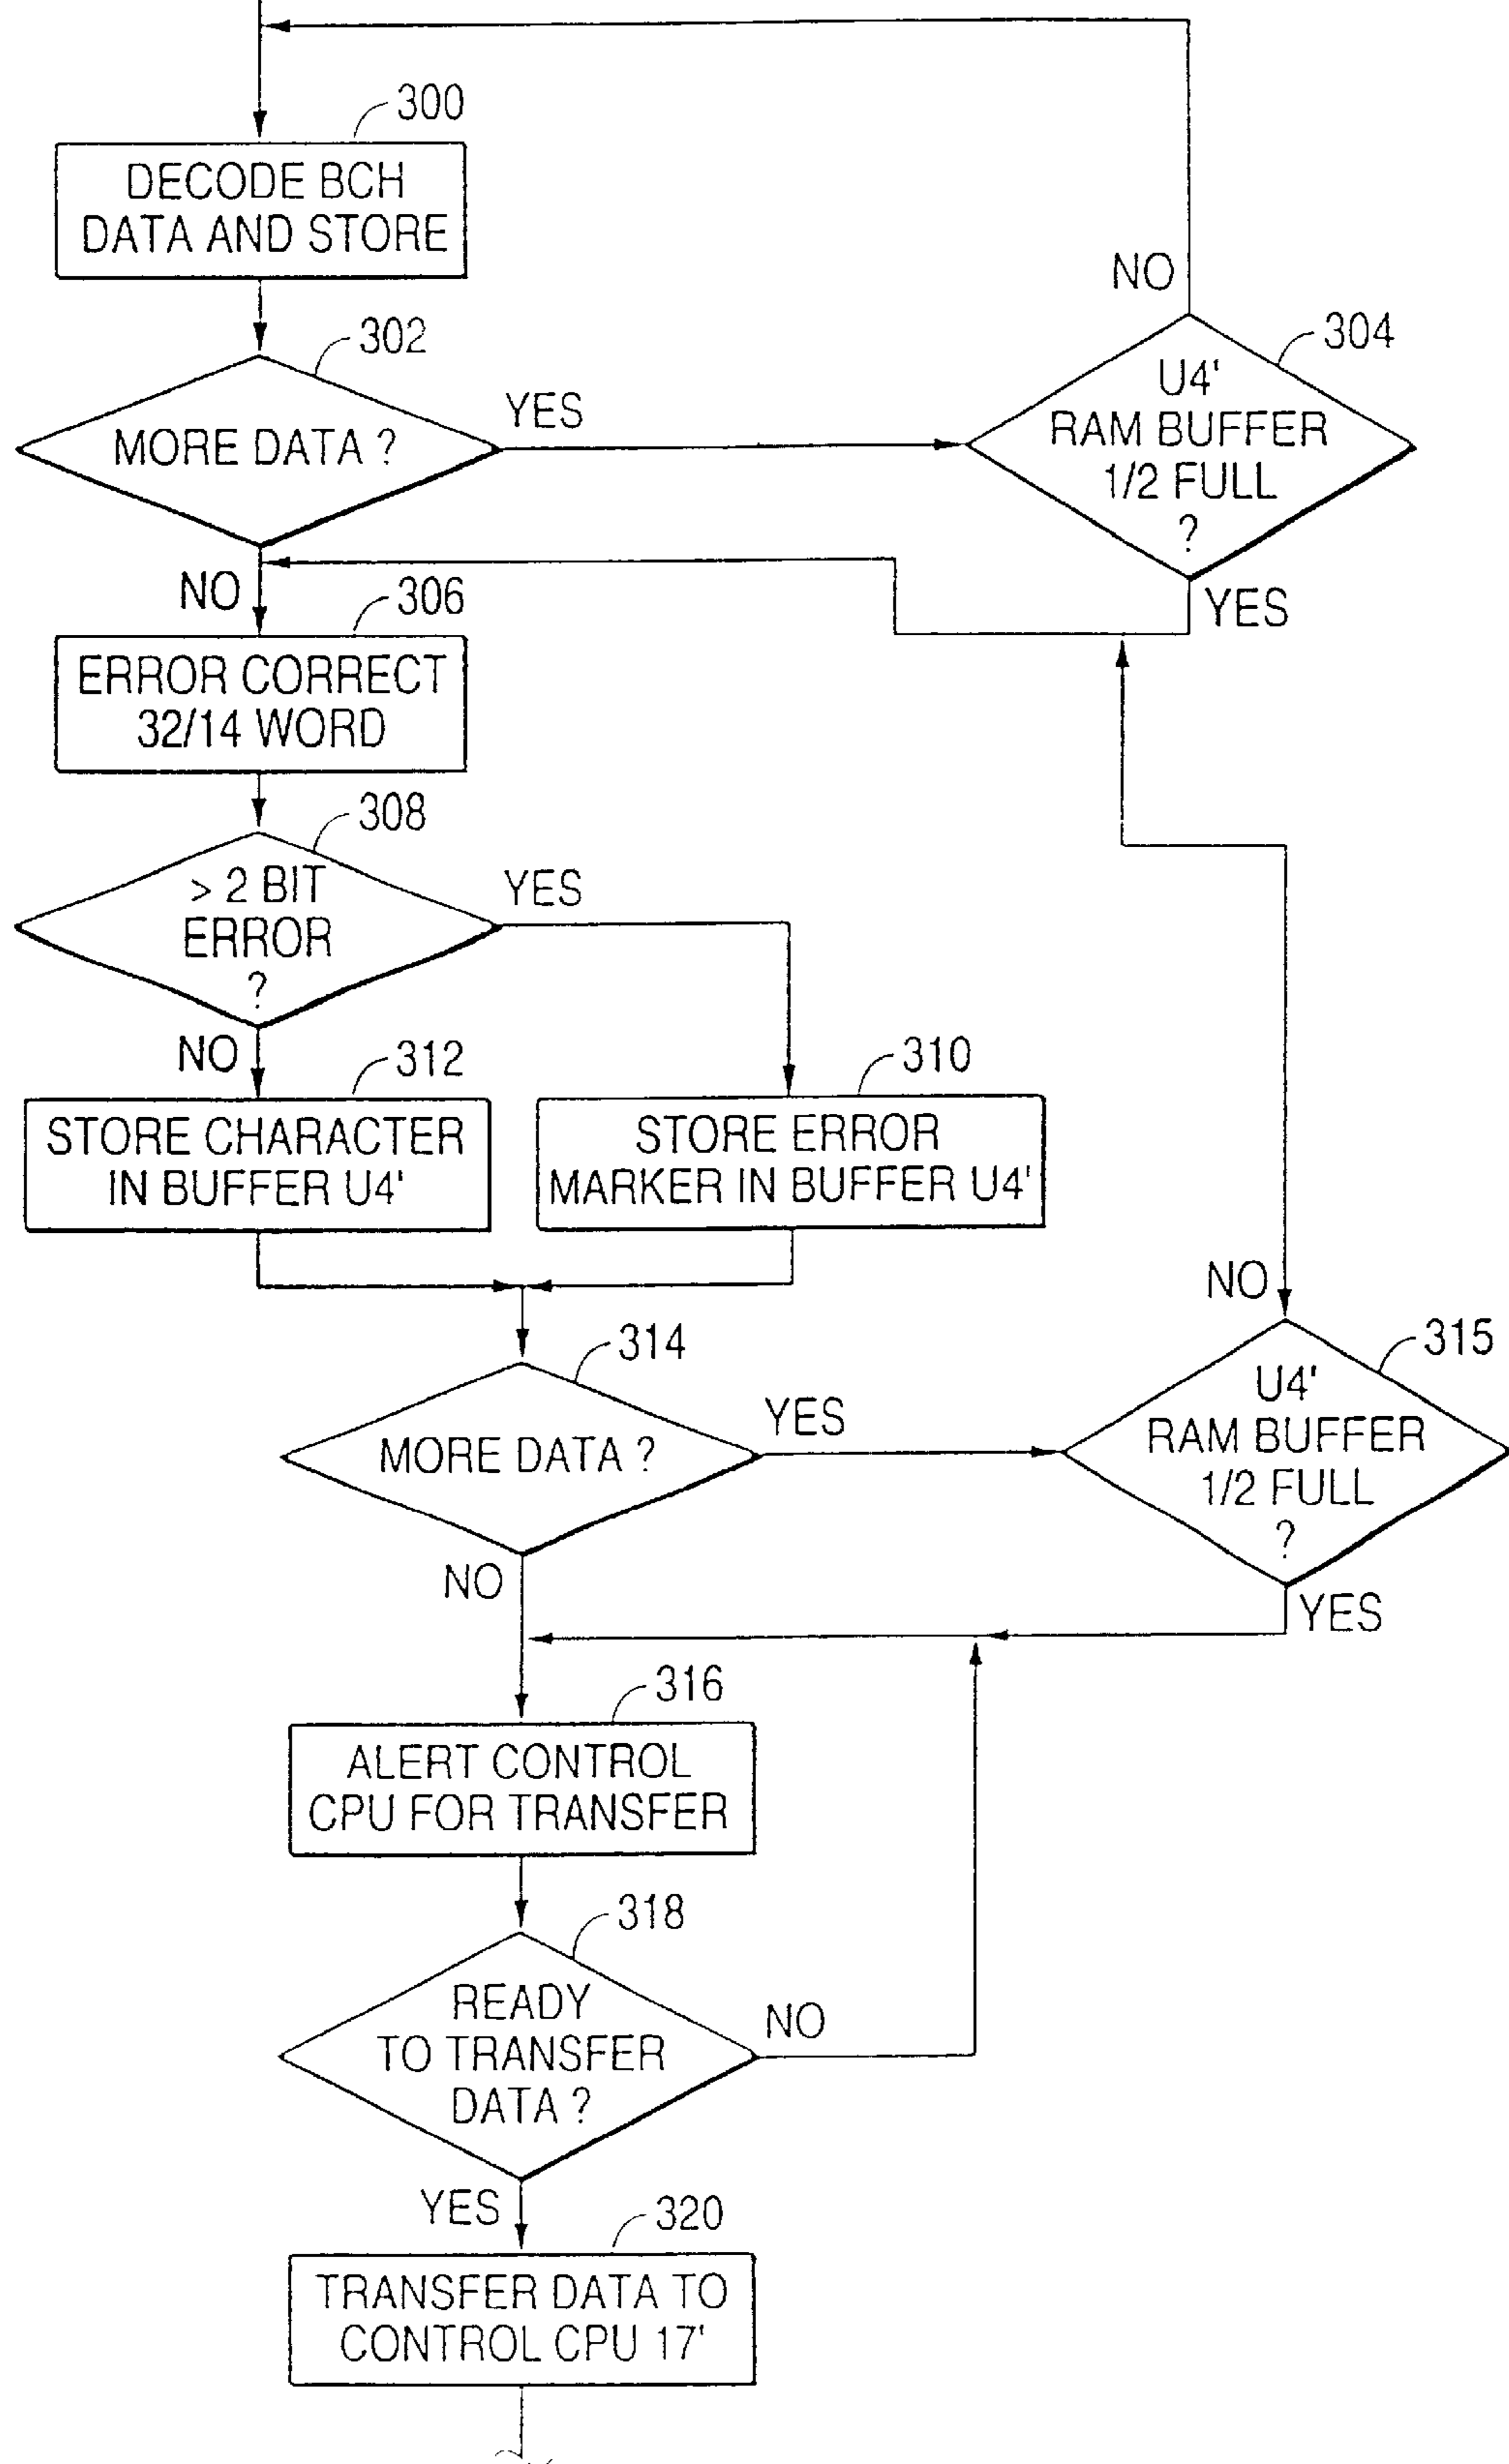 300
DECODE BCH
DATA AND STORE
302
MORE DATA ?
YES
NO
304
U4'
RAM BUFFER
1/2 FULL
?
YES
NO
306
ERROR CORRECT
32/14 WORD
308
> 2 BIT
ERROR
?
YES
NO
312
STORE CHARACTER
IN BUFFER U4'
310
STORE ERROR
MARKER IN BUFFER U4'
314
MORE DATA ?
YES
NO
315
U4'
RAM BUFFER
1/2 FULL
?
YES
NO
316
ALERT CONTROL
CPU FOR TRANSFER
318
READY
TO TRANSFER
DATA ?
NO
YES
320
TRANSFER DATA TO
CONTROL CPU 17'